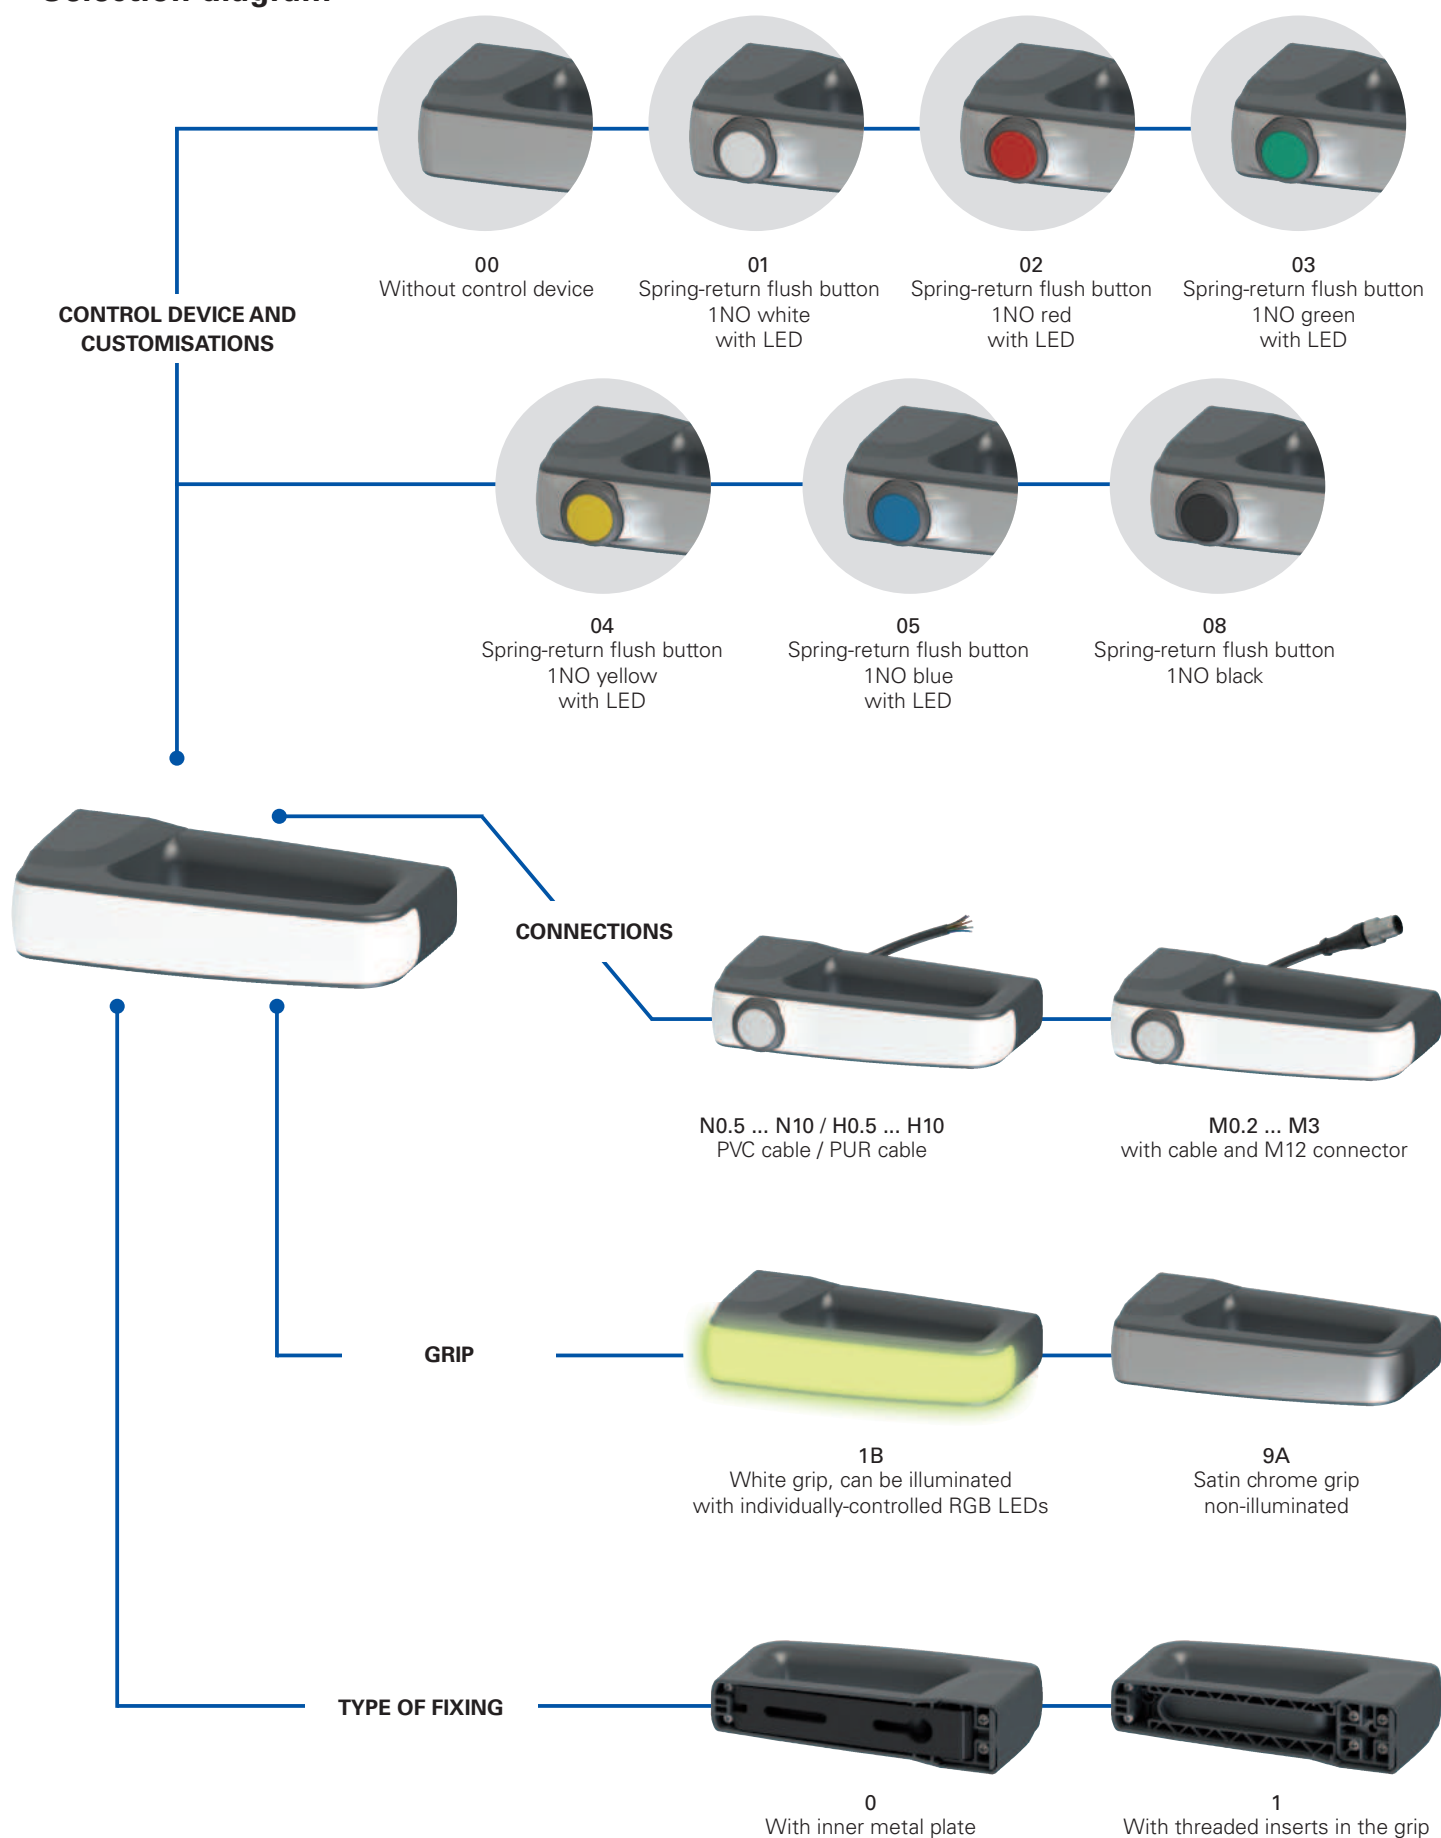 Selection diagram
00
Without control device
01
Spring-return flush button
1NO white
with LED
02
Spring-return flush button
1NO red
with LED
03
Spring-return flush button
1NO green
with LED
CONTROL DEVICE AND
CUSTOMISATIONS
04
Spring-return flush button
1NO yellow
with LED
05
Spring-return flush button
1NO blue
with LED
08
Spring-return flush button
1NO black
CONNECTIONS
N0.5 ... N10 / H0.5 ... H10
PVC cable / PUR cable
M0.2 ... M3
with cable and M12 connector
GRIP
1B
White grip, can be illuminated
with individually-controlled RGB LEDs
9A
Satin chrome grip
non-illuminated
TYPE OF FIXING
0
With inner metal plate
1
With threaded inserts in the grip